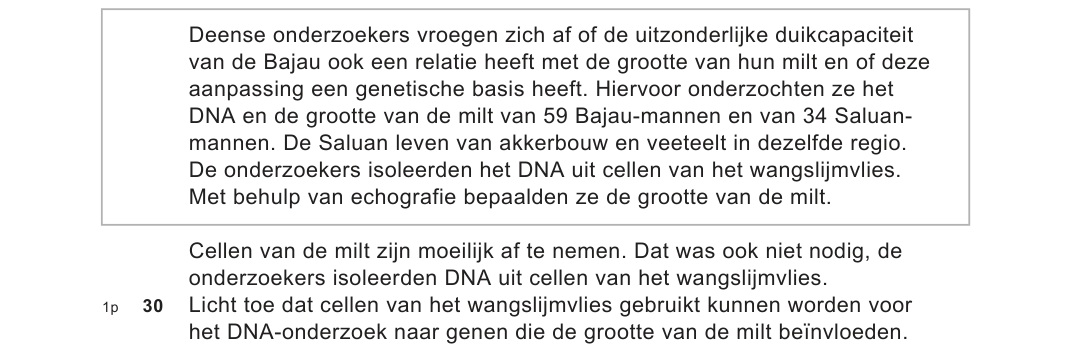 Deense onderzoekers vroegen zich af of de uitzonderlijke duikcapaciteit
van de Bajau ook een relatie heeft met de grootte van hun milt en of deze
aanpassing een genetische basis heeft. Hiervoor onderzochten ze het
DNA en de grootte van de milt van 59 Bajau-mannen en van 34 Saluan-
mannen. De Saluan leven van akkerbouw en veeteelt in dezelfde regio.
De onderzoekers isoleerden het DNA uit cellen van het wangslijmvlies.
Met behulp van echografie bepaalden ze de grootte van de milt.
Cellen van de milt zijn moeilijk af te nemen. Dat was ook niet nodig, de
onderzoekers isoleerden DNA uit cellen van het wangslijmvlies.
1p 30 Licht toe dat cellen van het wangslijmvlies gebruikt kunnen worden voor
het DNA-onderzoek naar genen die de grootte van de milt beïnvloeden.